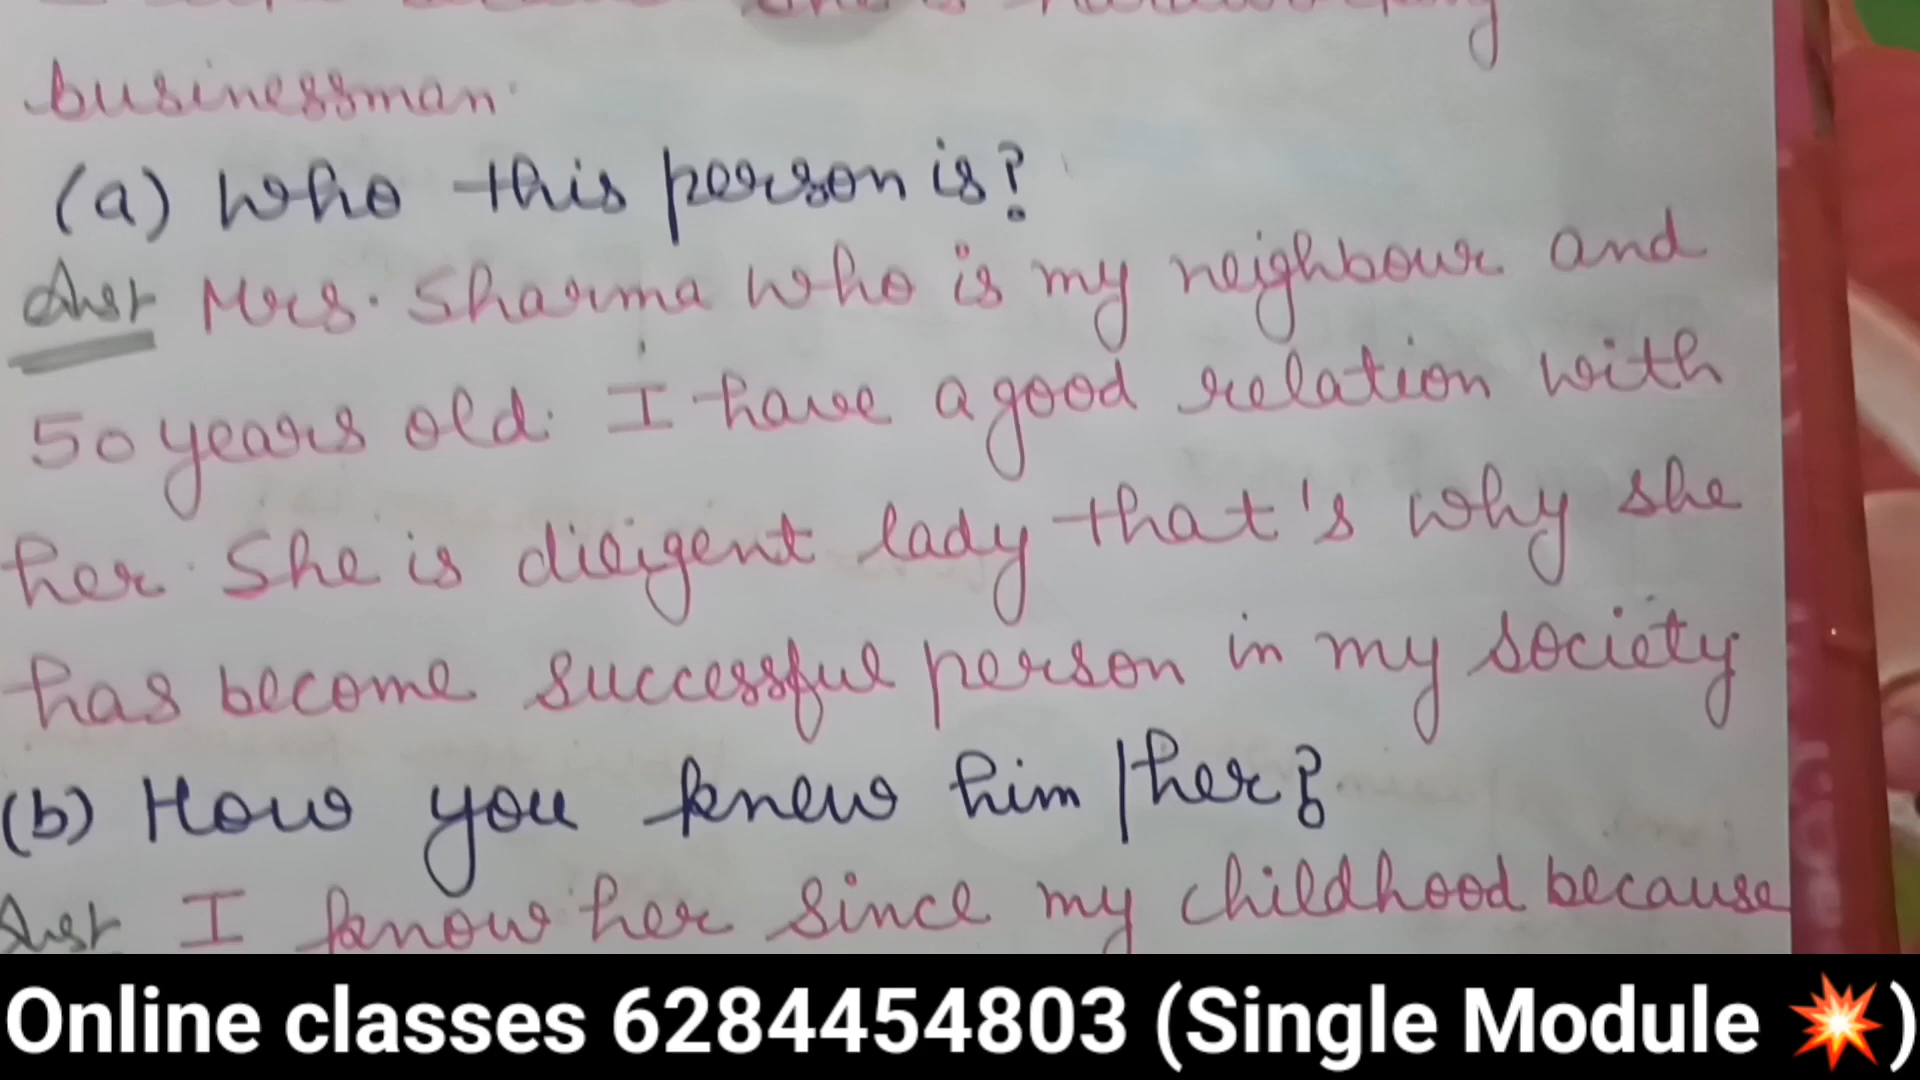 businessman.
(a) Who this person is?
Ans: Mrs. Sharma who is my neighbour and
50 years old. I have a good relation with
her. She is diligent lady that's why she
has become successful person in my society
(b) How you knew him/her?
Ans. I know her since my childhood because
Online classes 6284454803 (Single Module 💥)